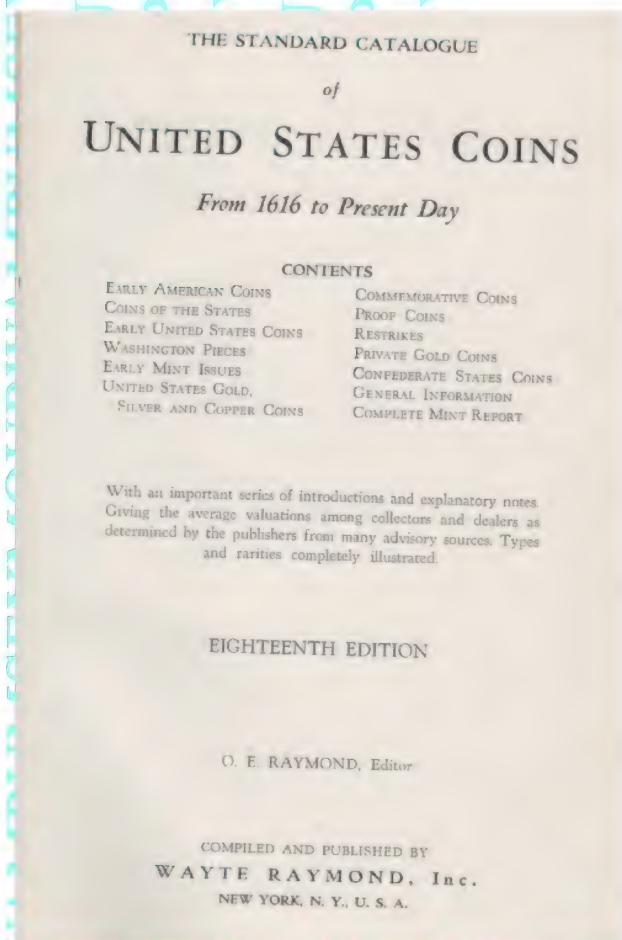 THE STANDARD CATALOGUE
of
UNITED STATES COINS
From 1616 to Present Day
CONTENTS
EARLY AMERICAN COINS
COINS OF THE STATES
EARLY UNITED STATES COINS
WASHINGTON PIECES
EARLY MINT ISSUES
UNITED STATES GOLD,
SILVER AND COPPER COINS
COMMEMORATIVE COINS
PROOF COINS
RESTRIKES
PRIVATE GOLD COINS
CONFEDERATE STATES COINS
GENERAL INFORMATION
COMPLETE MINT REPORT
With an important series of introductions and explanatory notes.
Giving the average valuations among collectors and dealers as
determined by the publishers from many advisory sources. Types
and rarities completely illustrated.
EIGHTEENTH EDITION
O. E. RAYMOND, Editor
COMPILED AND PUBLISHED BY
WAYTE RAYMOND, Inc.
NEW YORK, N. Y., U. S. A.